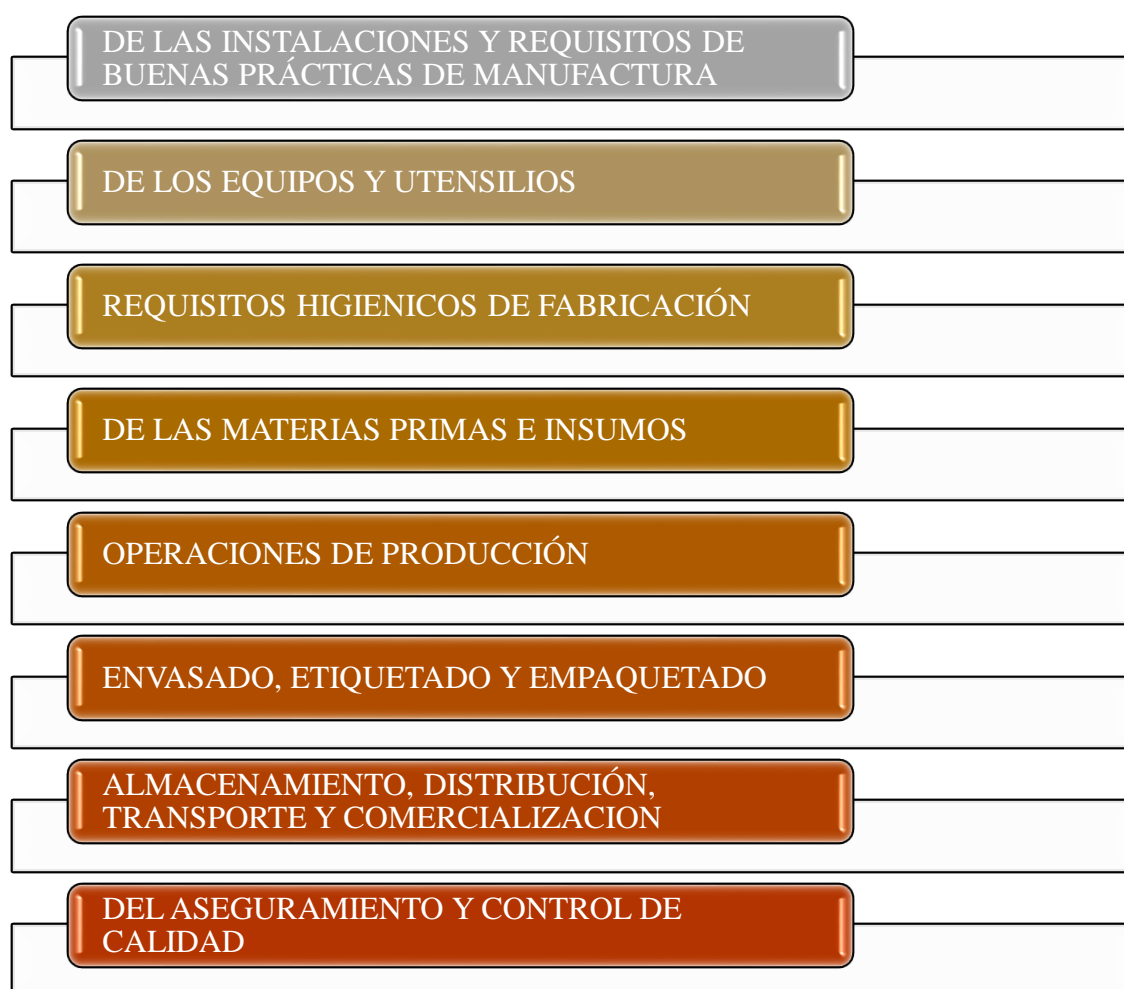 DE LAS INSTALACIONES Y REQUISITOS DE
BUENAS PRÁCTICAS DE MANUFACTURA
DE LOS EQUIPOS Y UTENSILIOS
REQUISITOS HIGIENICOS DE FABRICACIÓN
DE LAS MATERIAS PRIMAS E INSUMOS
OPERACIONES DE PRODUCCIÓN
ENVASADO, ETIQUETADO Y EMPAQUETADO
ALMACENAMIENTO, DISTRIBUCIÓN,
TRANSPORTE Y COMERCIALIZACION
DEL ASEGURAMIENTO Y CONTROL DE
CALIDAD